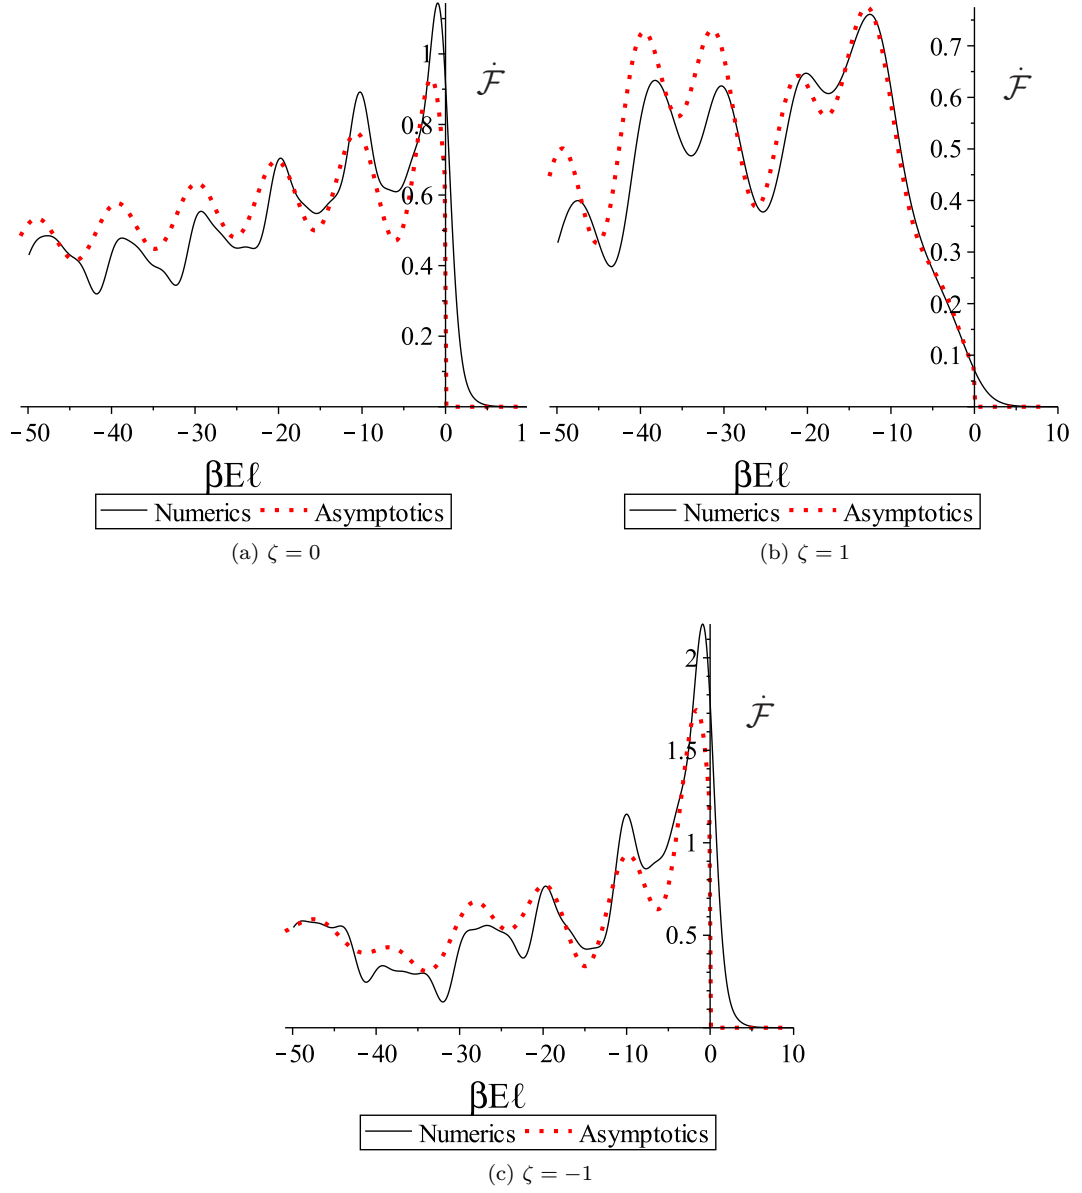 1
0.8
0.6
0.4
0.2
Ḟ
−50 −40 −30 −20 −10 0 1
βEℓ
Numerics Asymptotics
(a) ζ = 0
0.7
0.6
0.5
0.4
0.3
0.2
0.1
Ḟ
−50 −40 −30 −20 −10 0 10
βEℓ
Numerics Asymptotics
(b) ζ = 1
2
1.5
1
0.5
Ḟ
−50 −40 −30 −20 −10 0 10
βEℓ
Numerics Asymptotics
(c) ζ = −1